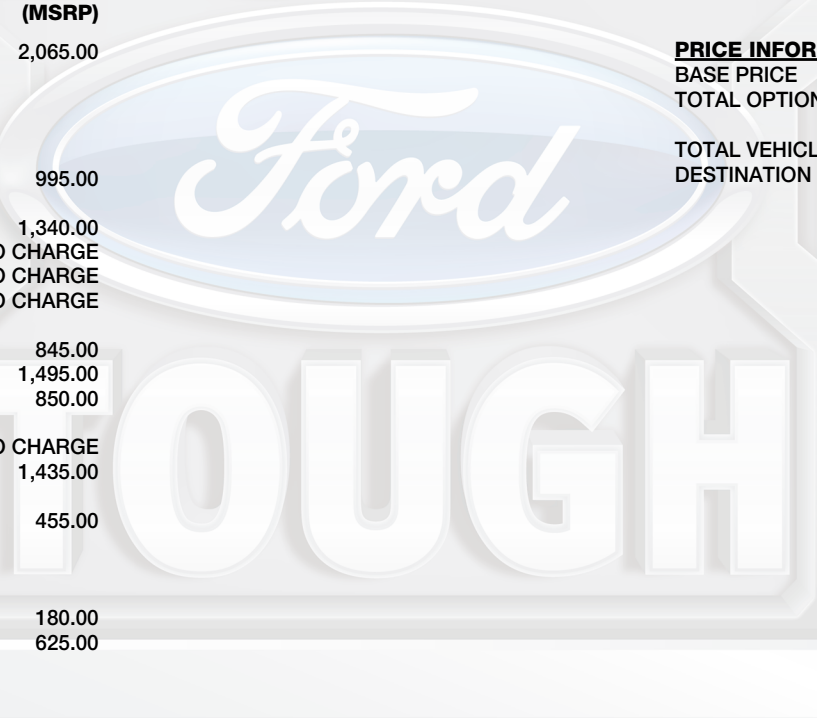 (MSRP)
2,065.00
995.00
1,340.00
O CHARGE
O CHARGE
O CHARGE
845.00
1,495.00
850.00
O CHARGE
1,435.00
455.00
180.00
625.00
PRICE INFOR
BASE PRICE
TOTAL OPTION
TOTAL VEHICL
DESTINATION
Ford
TOUGH